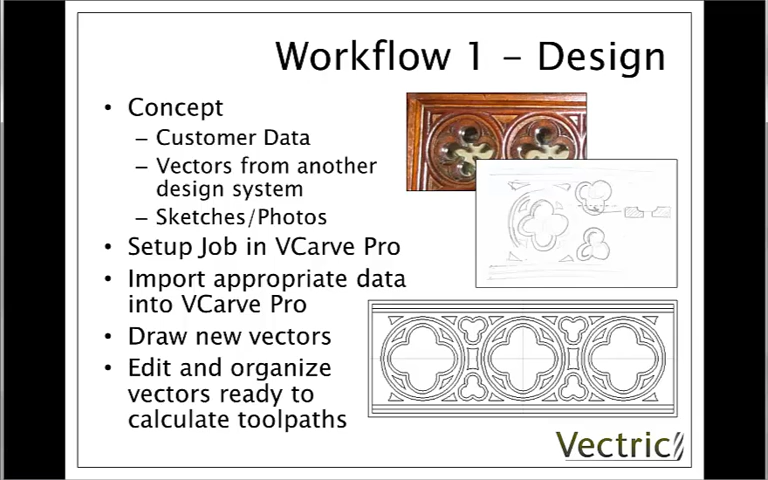 Workflow 1 – Design
• Concept
– Customer Data
– Vectors from another
design system
– Sketches/Photos
• Setup Job in VCarve Pro
• Import appropriate data
into VCarve Pro
• Draw new vectors
• Edit and organize
vectors ready to
calculate toolpaths
Vectric